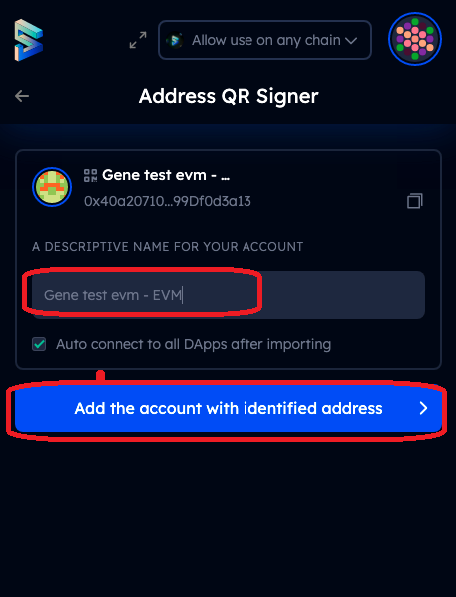 Allow use on any chain
Address QR Signer
Gene test evm - ...
0x40a20710...99Df0d3a13
A DESCRIPTIVE NAME FOR YOUR ACCOUNT
Gene test evm - EVM
Auto connect to all DApps after importing
Add the account with identified address